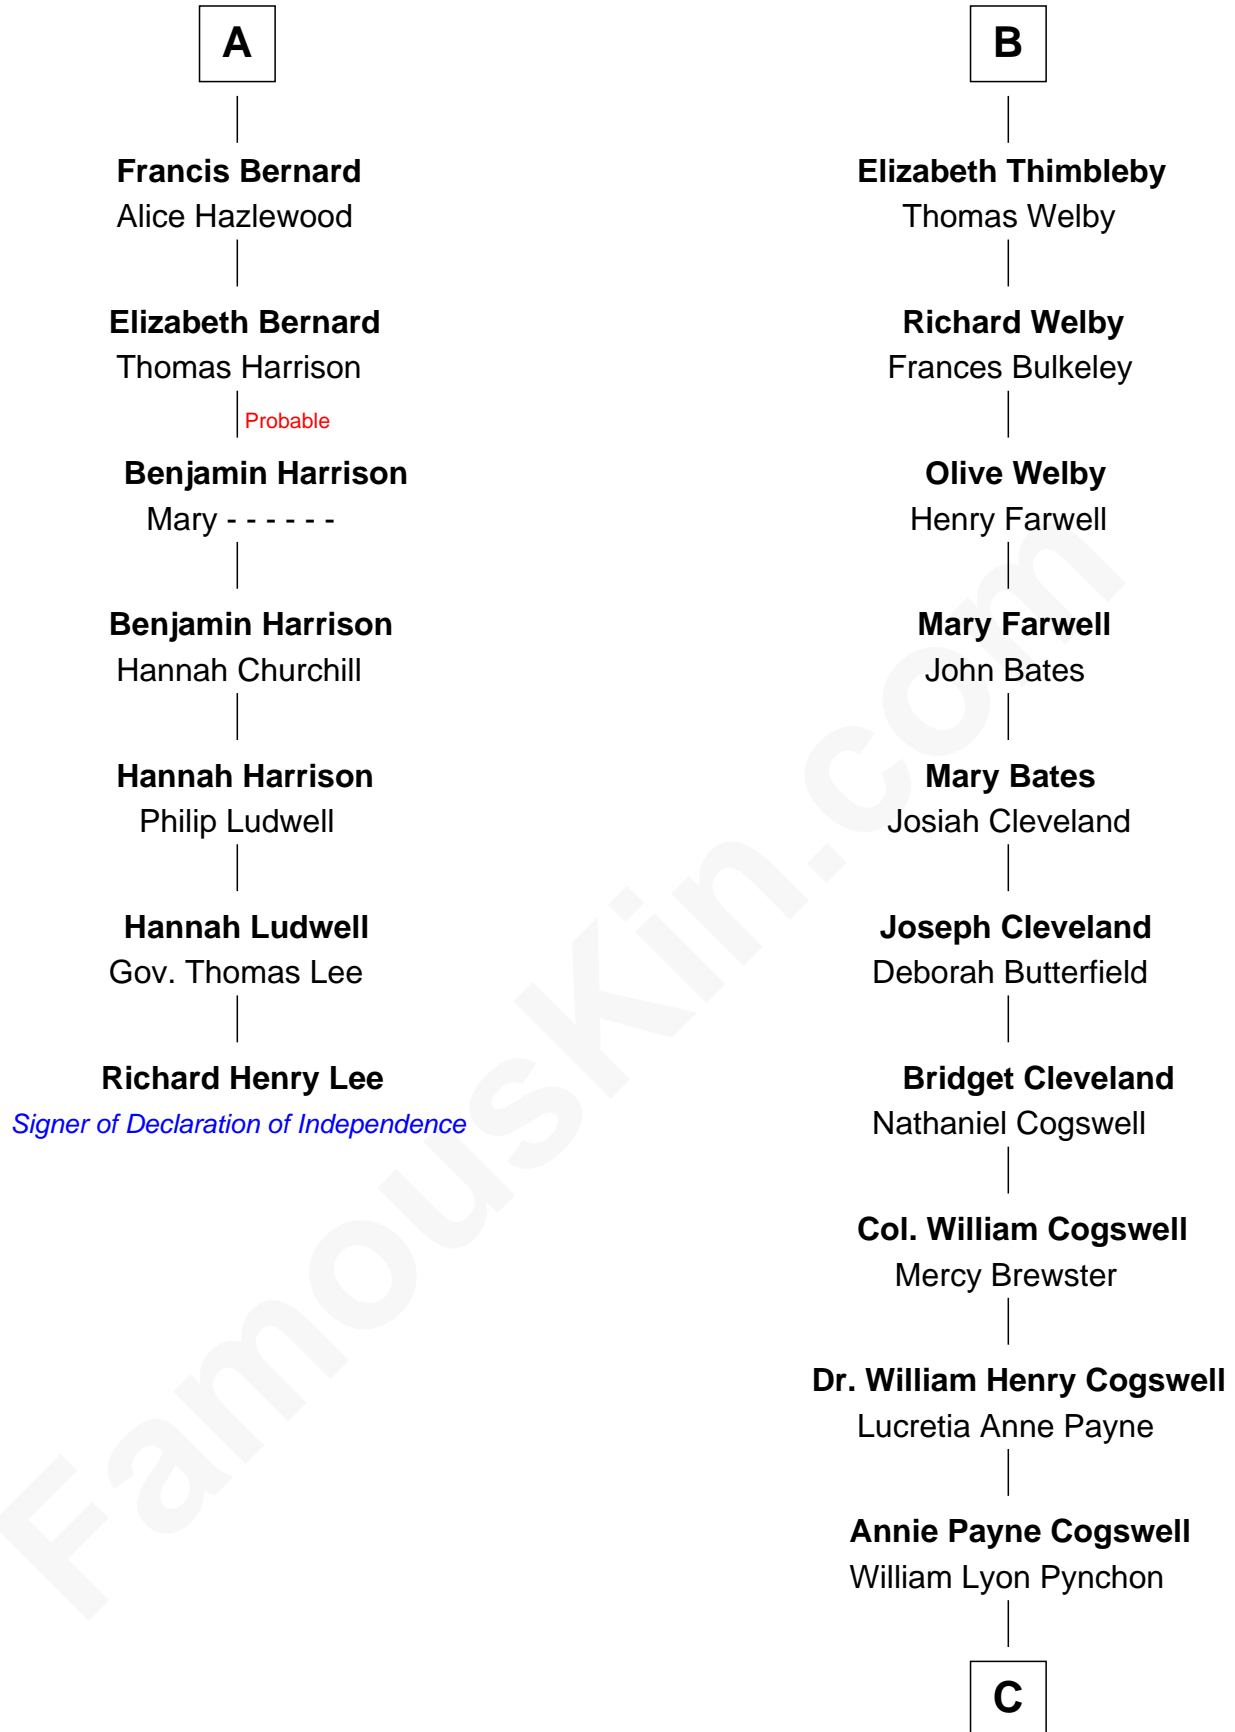 A
Francis Bernard
Alice Hazlewood
Elizabeth Bernard
Thomas Harrison
Probable
Benjamin Harrison
Mary - - - - - -
Benjamin Harrison
Hannah Churchill
Hannah Harrison
Philip Ludwell
Hannah Ludwell
Gov. Thomas Lee
Richard Henry Lee
Signer of Declaration of Independence
B
Elizabeth Thimbleby
Thomas Welby
Richard Welby
Frances Bulkeley
Olive Welby
Henry Farwell
Mary Farwell
John Bates
Mary Bates
Josiah Cleveland
Joseph Cleveland
Deborah Butterfield
Bridget Cleveland
Nathaniel Cogswell
Col. William Cogswell
Mercy Brewster
Dr. William Henry Cogswell
Lucretia Anne Payne
Annie Payne Cogswell
William Lyon Pynchon
C
FamousKin.com